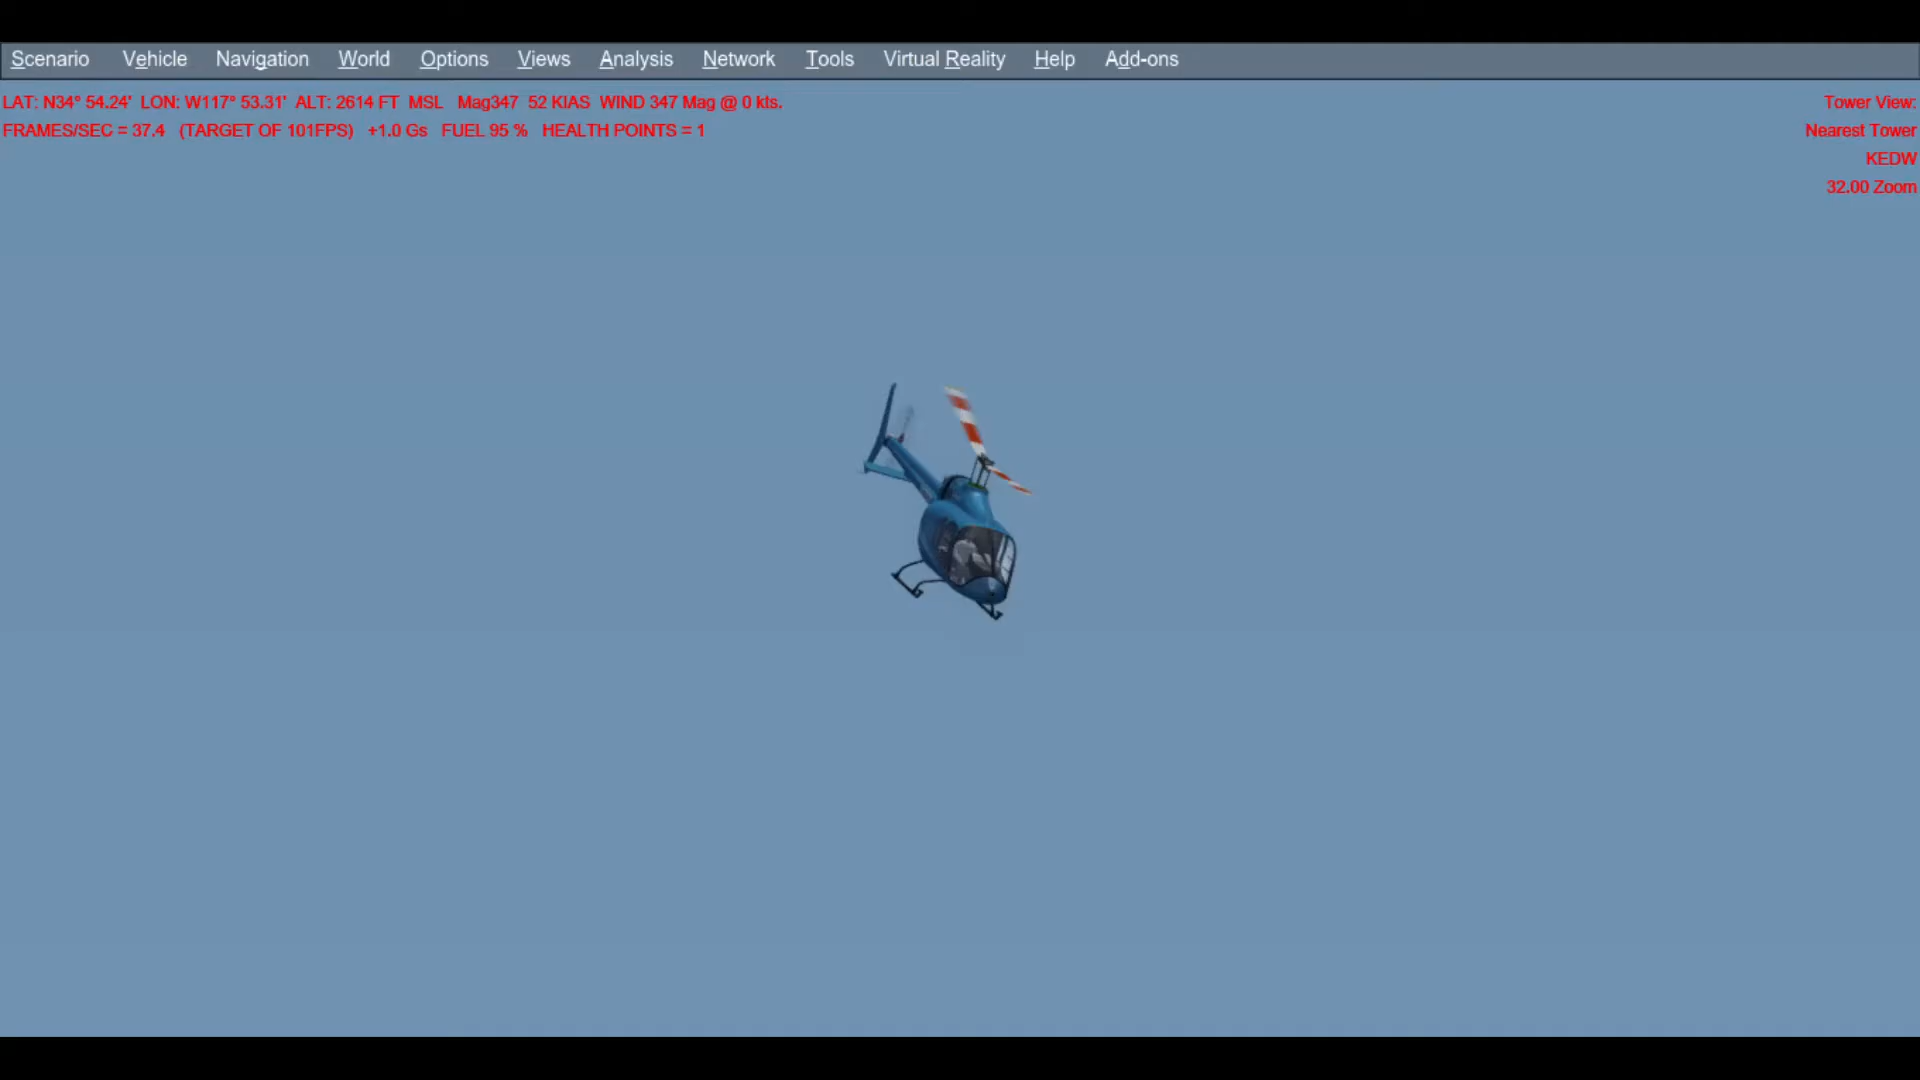 Scenario Vehicle Navigation World Options Views Analysis Network Tools Virtual Reality Help Add-ons
LAT: N34° 54.24' LON: W117° 53.31' ALT: 2614 FT MSL Mag347 52 KIAS WIND 347 Mag @ 0 kts.
FRAMES/SEC = 37.4 (TARGET OF 101FPS) +1.0 Gs FUEL 95 % HEALTH POINTS = 1
Tower View:
Nearest Tower
KEDW
32.00 Zoom